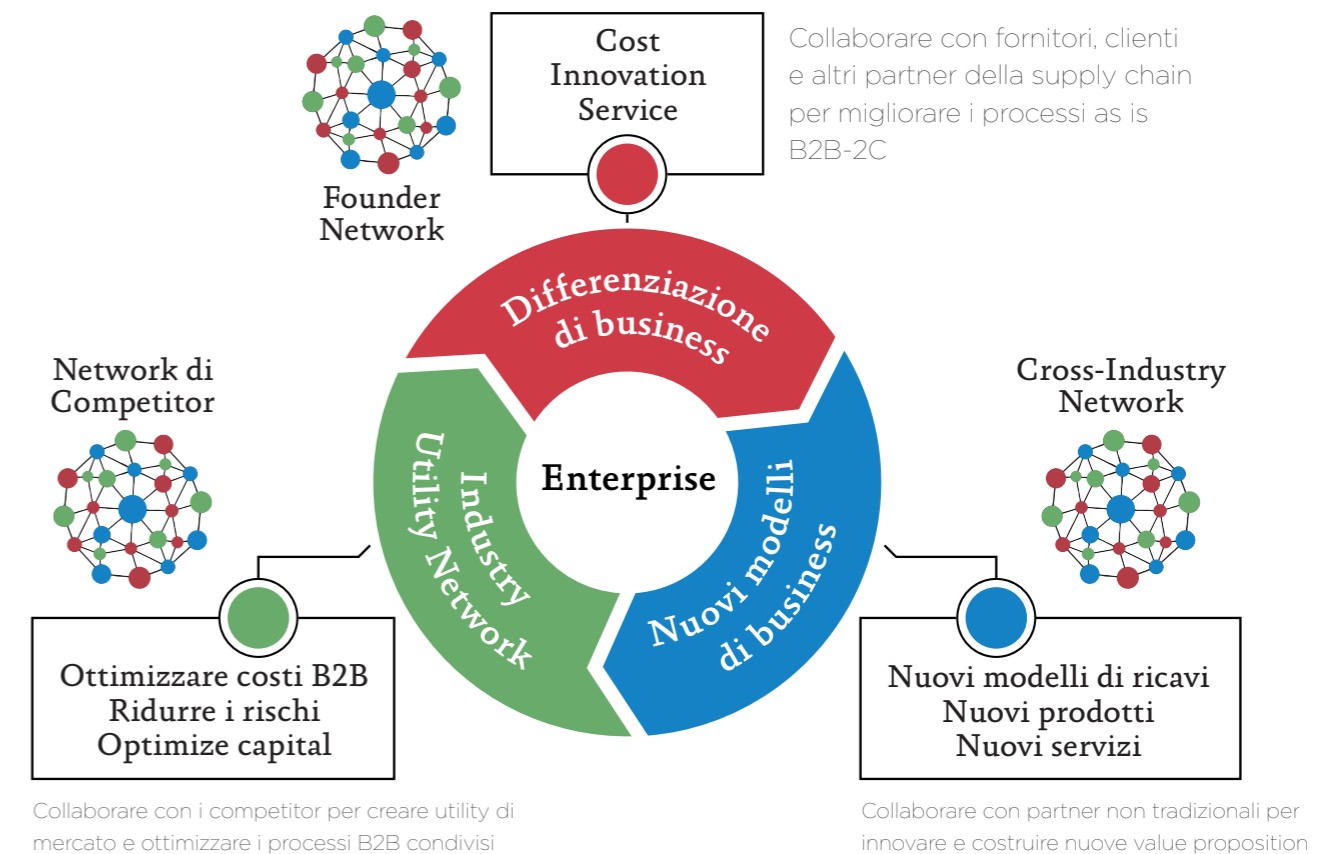 Cost
Innovation
Service
Collaborare con fornitori, clienti
e altri partner della supply chain
per migliorare i processi as is
B2B-2C
Founder
Network
Differenziazione
di business
Network di
Competitor
Cross-Industry
Network
Enterprise
Industry
Utility Network
Nuovi modelli
di business
Ottimizzare costi B2B
Ridurre i rischi
Optimize capital
Nuovi modelli di ricavi
Nuovi prodotti
Nuovi servizi
Collaborare con i competitor per creare utility di
mercato e ottimizzare i processi B2B condivisi
Collaborare con partner non tradizionali per
innovare e costruire nuove value proposition